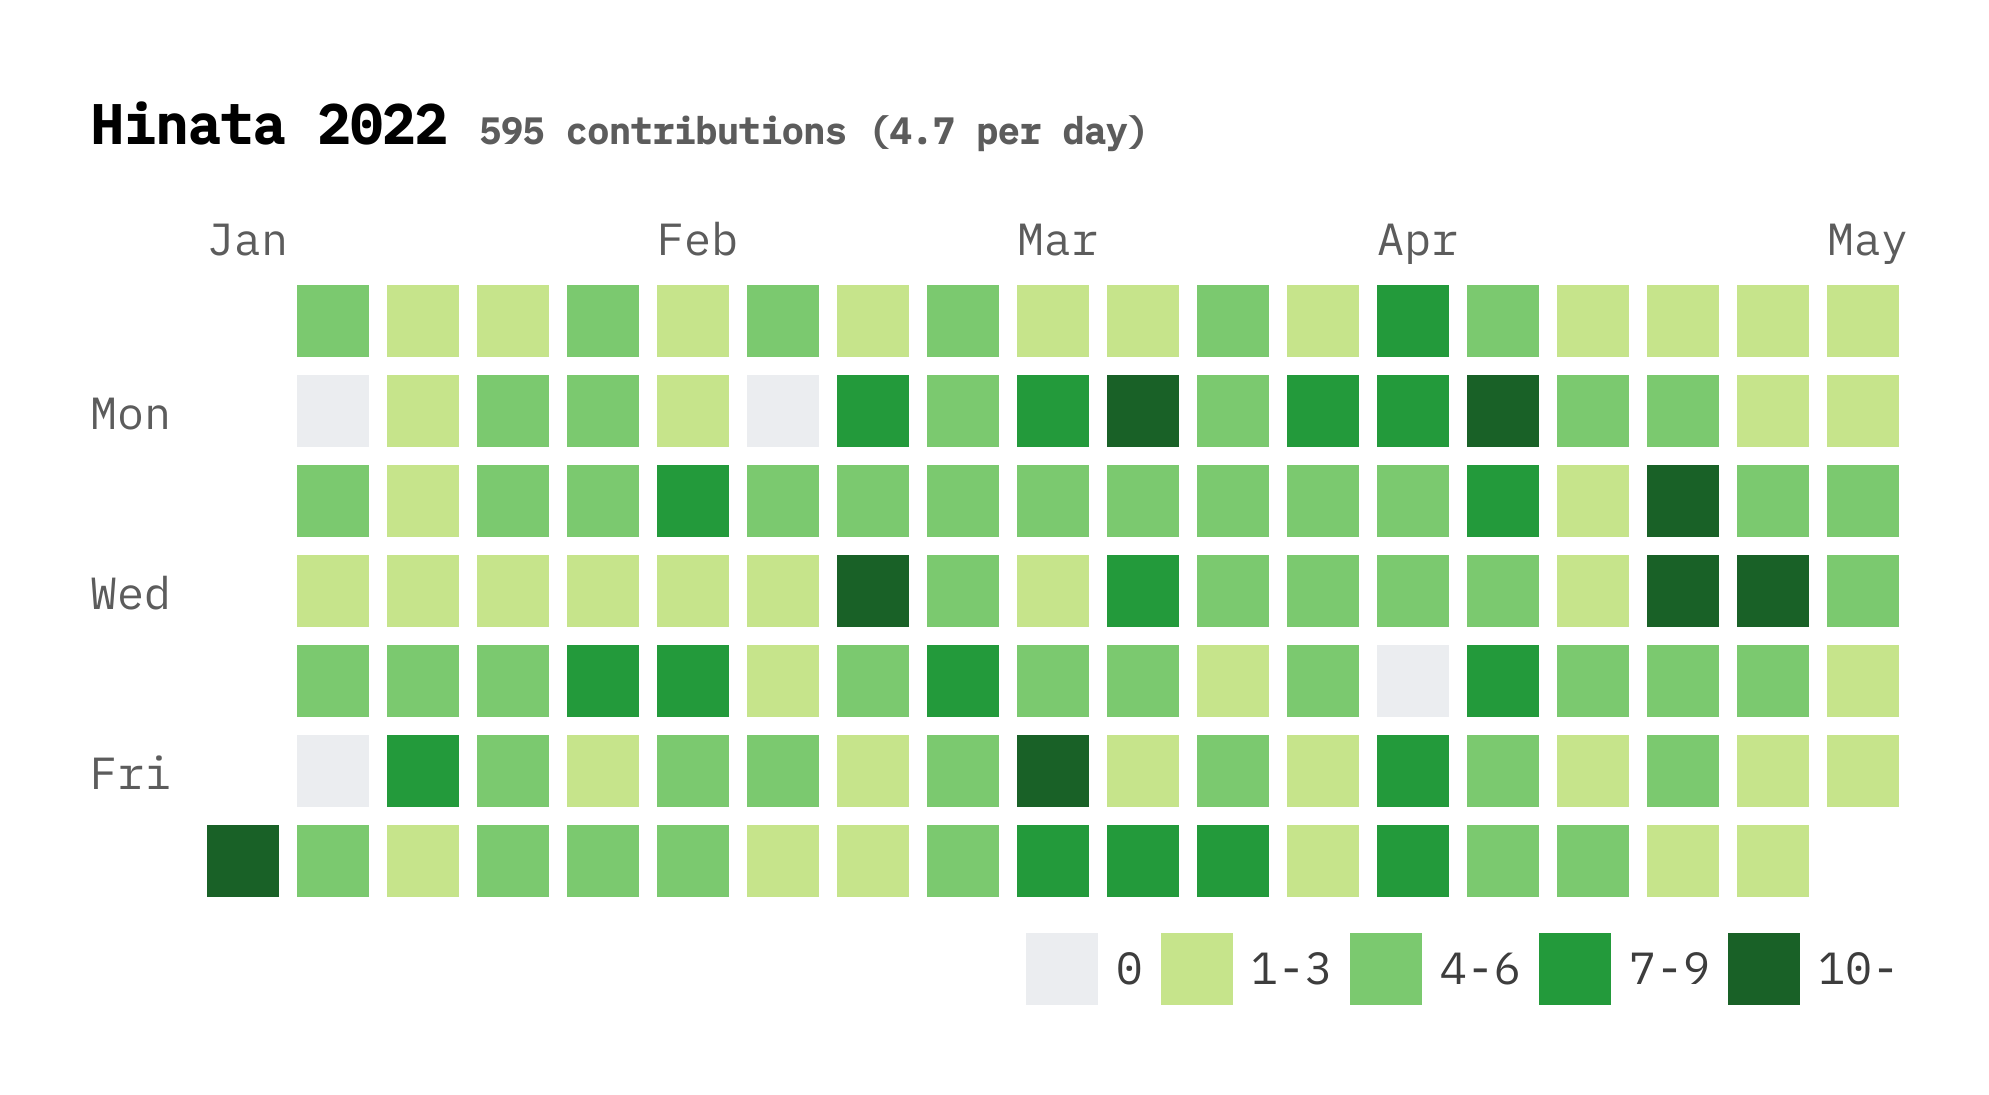 Hinata 2022 595 contributions (4.7 per day)
Jan Feb Mar Apr May
Mon
Wed
Fri
0 1-3 4-6 7-9 10-